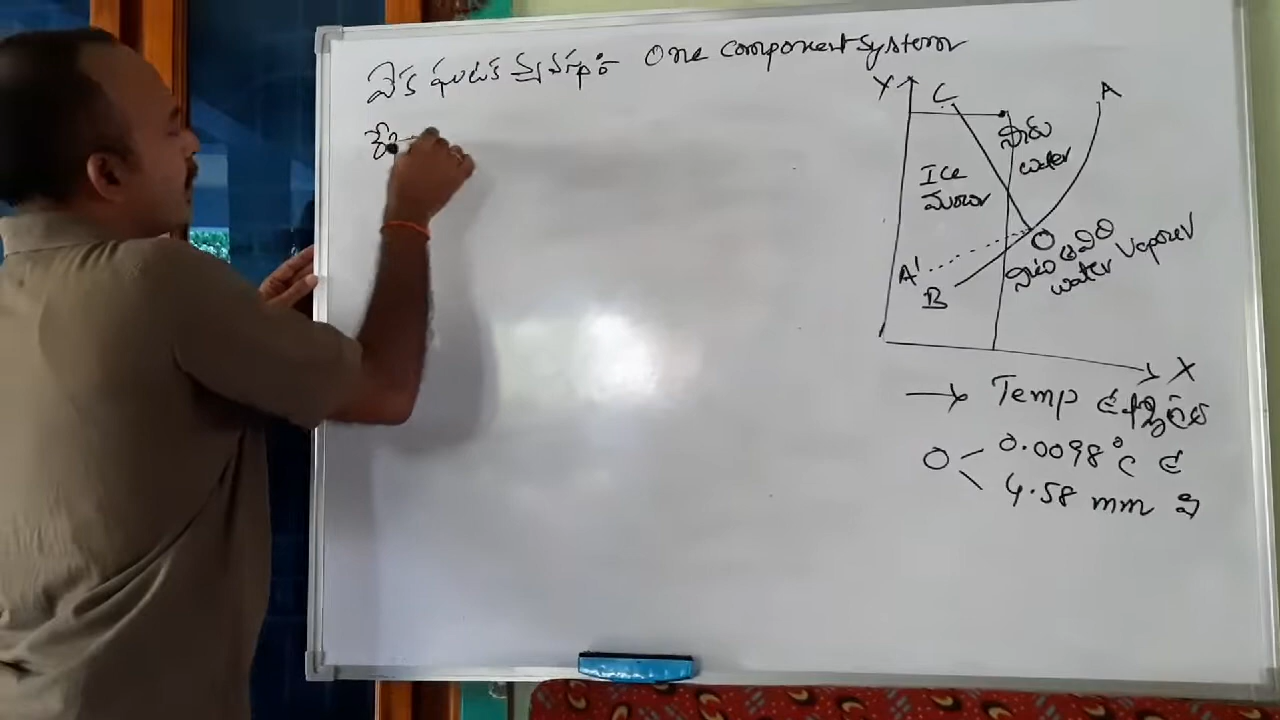 ఏక ఘటక వ్యవస్థ One component system
Y C A
నీరు
water
Ice
మంచు
O
A'
B
నీటి ఆవిరి
water Vapour
X
→ Temp ఉష్ణోగ్రత
O < 0.0098°C ఉ
4.58 mm పీ